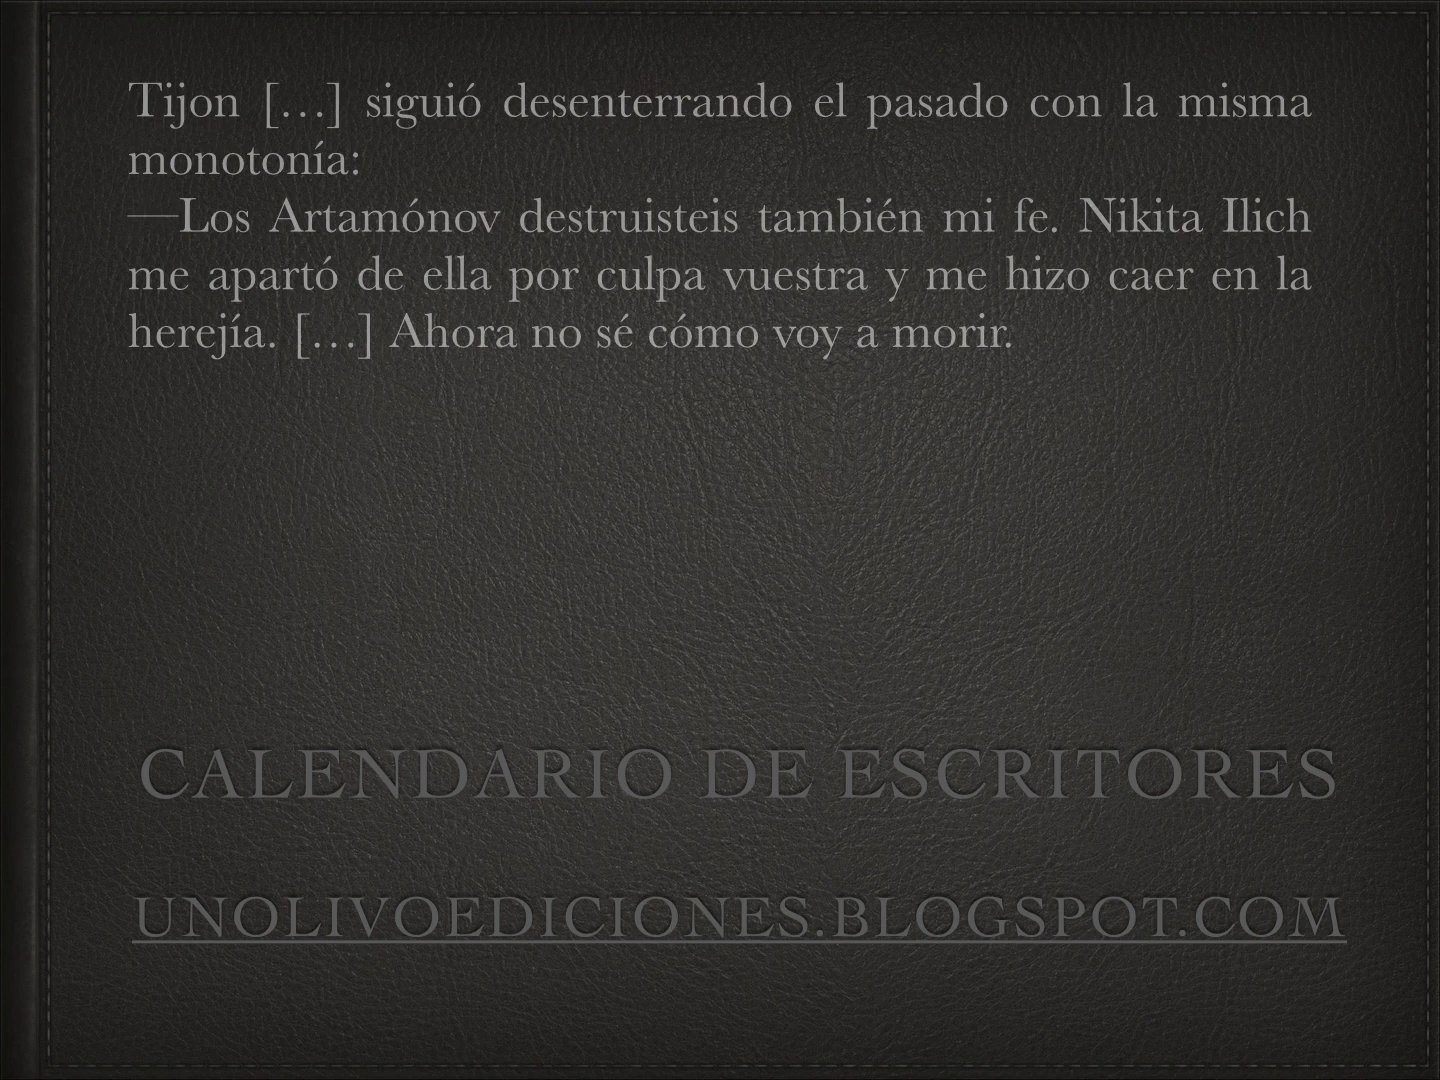 Tijon […] siguió desenterrando el pasado con la misma
monotonía:
—Los Artamónov destruisteis también mi fe. Nikita Ilich
me apartó de ella por culpa vuestra y me hizo caer en la
herejía. […] Ahora no sé cómo voy a morir.
CALENDARIO DE ESCRITORES
UNOLIVOEDICIONES.BLOGSPOT.COM